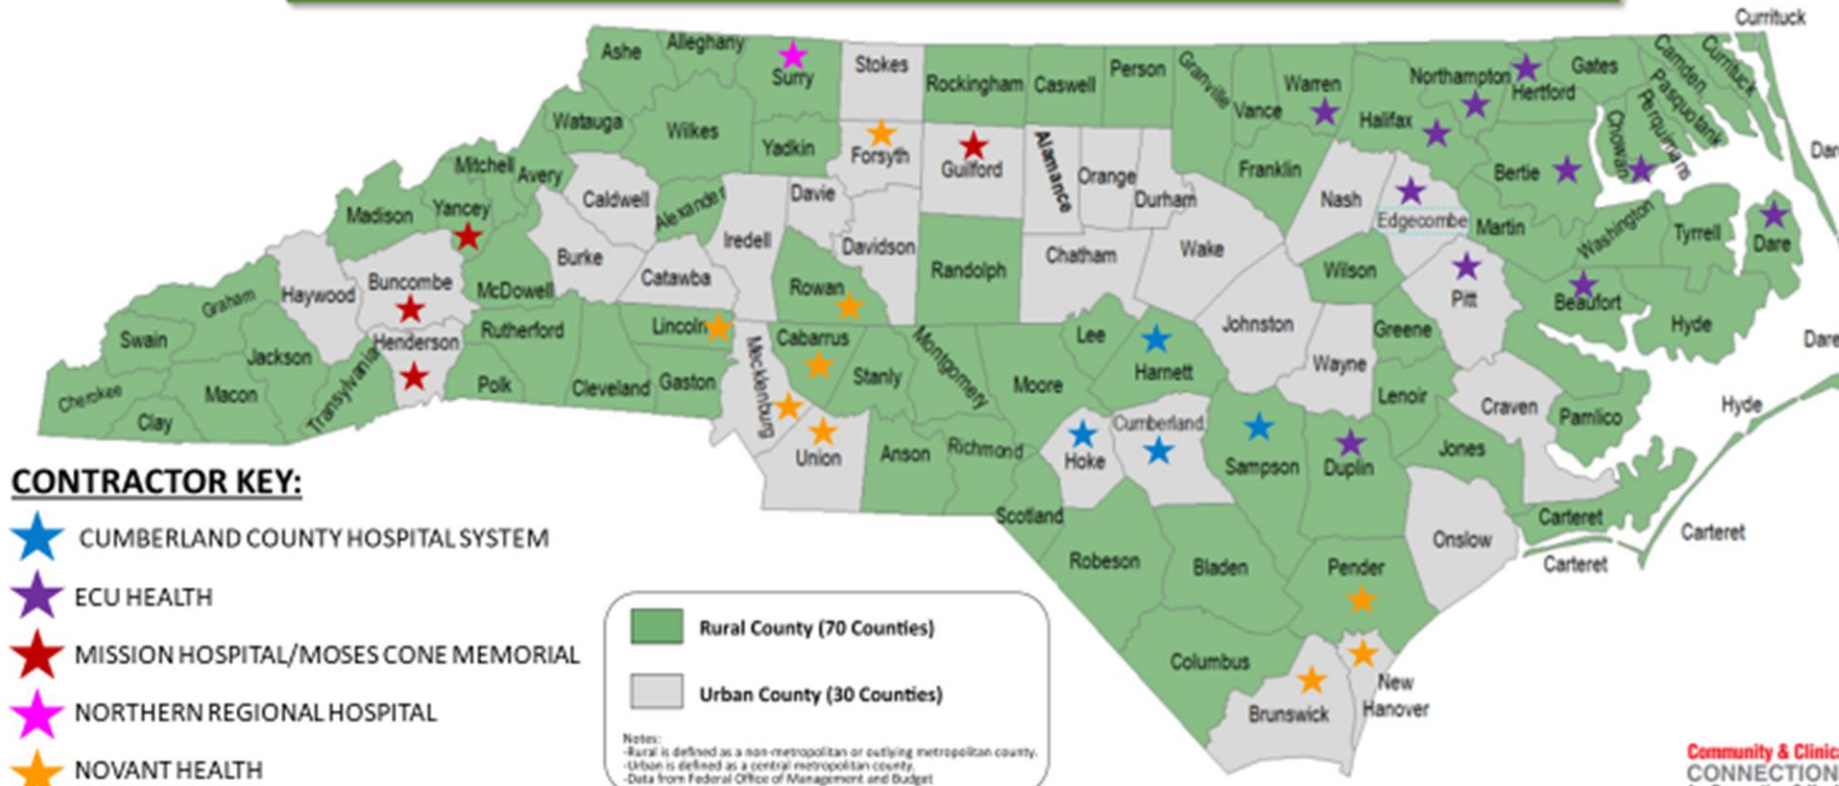 Currituck
Ashe
Alleghany
Surry
Stokes
Rockingham
Caswell
Person
Granville
Vance
Warren
Northampton
Hertford
Gates
Camden
Currituck
Pasquotank
Perquimans
Chowan
Halifax
Watauga
Wilkes
Yadkin
Forsyth
Guilford
Alamance
Orange
Durham
Franklin
Nash
Edgecombe
Bertie
Martin
Washington
Tyrrell
Dare
Mitchell
Avery
Caldwell
Alexander
Iredell
Davie
Davidson
Randolph
Chatham
Wake
Wilson
Pitt
Beaufort
Hyde
Madison
Yancey
Burke
Catawba
Rowan
Buncombe
McDowell
Haywood
Graham
Swain
Jackson
Henderson
Rutherford
Lincoln
Cabarrus
Montgomery
Lee
Johnston
Greene
Wayne
Harnett
Cherokee
Clay
Macon
Transylvania
Polk
Cleveland
Gaston
Mecklenburg
Stanly
Moore
Lenoir
Craven
Pamlico
Hyde
Dare
Union
Anson
Richmond
Hoke
Cumberland
Sampson
Duplin
Jones
Scotland
Robeson
Bladen
Pender
Onslow
Carteret
Carteret
Carteret
Columbus
Brunswick
New
Hanover
CONTRACTOR KEY:
CUMBERLAND COUNTY HOSPITAL SYSTEM
ECU HEALTH
MISSION HOSPITAL/MOSES CONE MEMORIAL
NORTHERN REGIONAL HOSPITAL
NOVANT HEALTH
Rural County (70 Counties)
Urban County (30 Counties)
Notes:
-Rural is defined as a non-metropolitan or outlying metropolitan county.
-Urban is defined as a central metropolitan county.
-Data from Federal Office of Management and Budget
Community & Clinic
CONNECTION